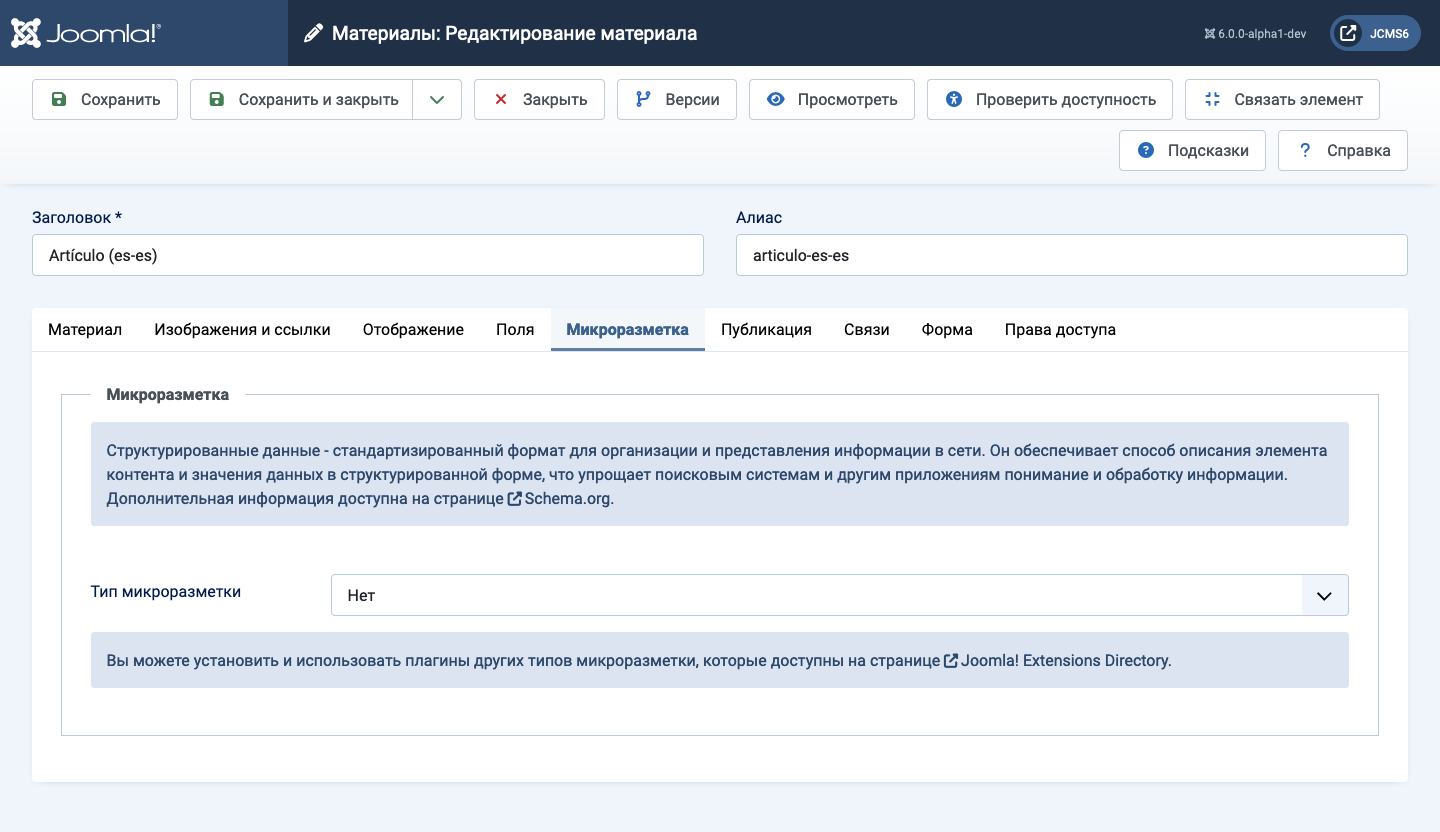 Joomla!®
Материалы: Редактирование материала
6.0.0-alpha1-dev
JCMS6
Сохранить
Сохранить и закрыть
Закрыть
Версии
Просмотреть
Проверить доступность
Связать элемент
Подсказки
Справка
Заголовок *
Алиас
Artículo (es-es)
articulo-es-es
Материал
Изображения и ссылки
Отображение
Поля
Микроразметка
Публикация
Связи
Форма
Права доступа
Микроразметка
Структурированные данные - стандартизированный формат для организации и представления информации в сети. Он обеспечивает способ описания элемента
контента и значения данных в структурированной форме, что упрощает поисковым системам и другим приложениям понимание и обработку информации.
Дополнительная информация доступна на странице Schema.org.
Тип микроразметки
Нет
Вы можете установить и использовать плагины других типов микроразметки, которые доступны на странице Joomla! Extensions Directory.